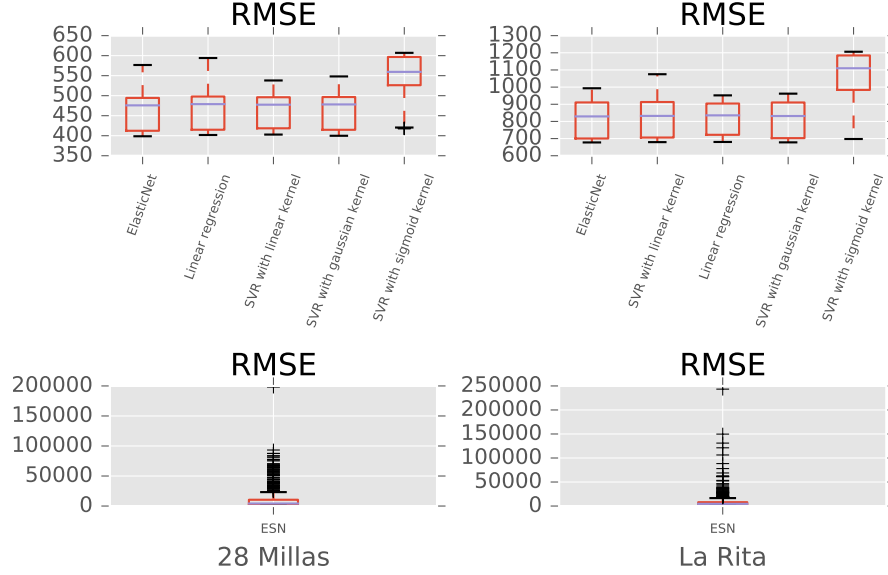 RMSE
650
600
550
500
450
400
350
ElasticNet
Linear regression
SVR with linear kernel
SVR with gaussian kernel
SVR with sigmoid kernel
RMSE
1300
1200
1100
1000
900
800
700
600
ElasticNet
SVR with linear kernel
Linear regression
SVR with gaussian kernel
SVR with sigmoid kernel
RMSE
200000
150000
100000
50000
0
ESN
28 Millas
RMSE
250000
200000
150000
100000
50000
0
ESN
La Rita